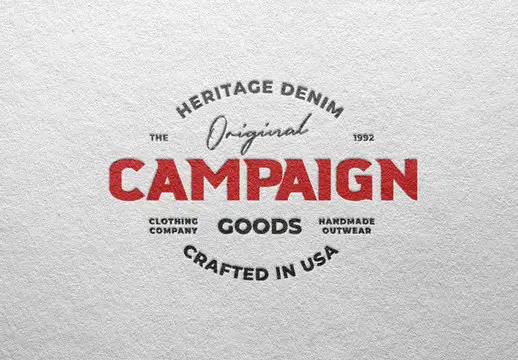 HERITAGE DENIM
THE Original 1992
CAMPAIGN
CLOTHING COMPANY GOODS HANDMADE OUTWEAR
CRAFTED IN USA